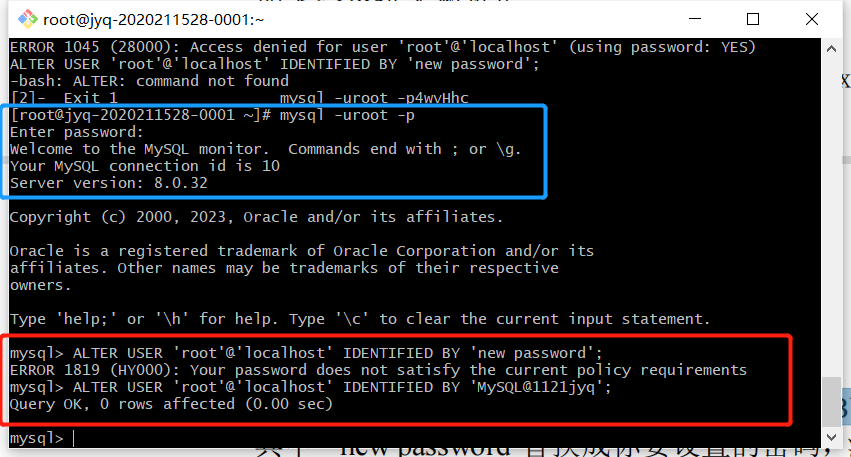 root@jyq-2020211528-0001:~
ERROR 1045 (28000): Access denied for user 'root'@'localhost' (using password: YES)
ALTER USER 'root'@'localhost' IDENTIFIED BY 'new password';
-bash: ALTER: command not found
[2]-  Exit 1                  mysql -uroot -p4wvHhc
[root@jyq-2020211528-0001 ~]# mysql -uroot -p
Enter password:
Welcome to the MySQL monitor.  Commands end with ; or \g.
Your MySQL connection id is 10
Server version: 8.0.32
Copyright (c) 2000, 2023, Oracle and/or its affiliates.
Oracle is a registered trademark of Oracle Corporation and/or its
affiliates. Other names may be trademarks of their respective
owners.
Type 'help;' or '\h' for help. Type '\c' to clear the current input statement.
mysql> ALTER USER 'root'@'localhost' IDENTIFIED BY 'new password';
ERROR 1819 (HY000): Your password does not satisfy the current policy requirements
mysql> ALTER USER 'root'@'localhost' IDENTIFIED BY 'MySQL@1121jyq';
Query OK, 0 rows affected (0.00 sec)
mysql>